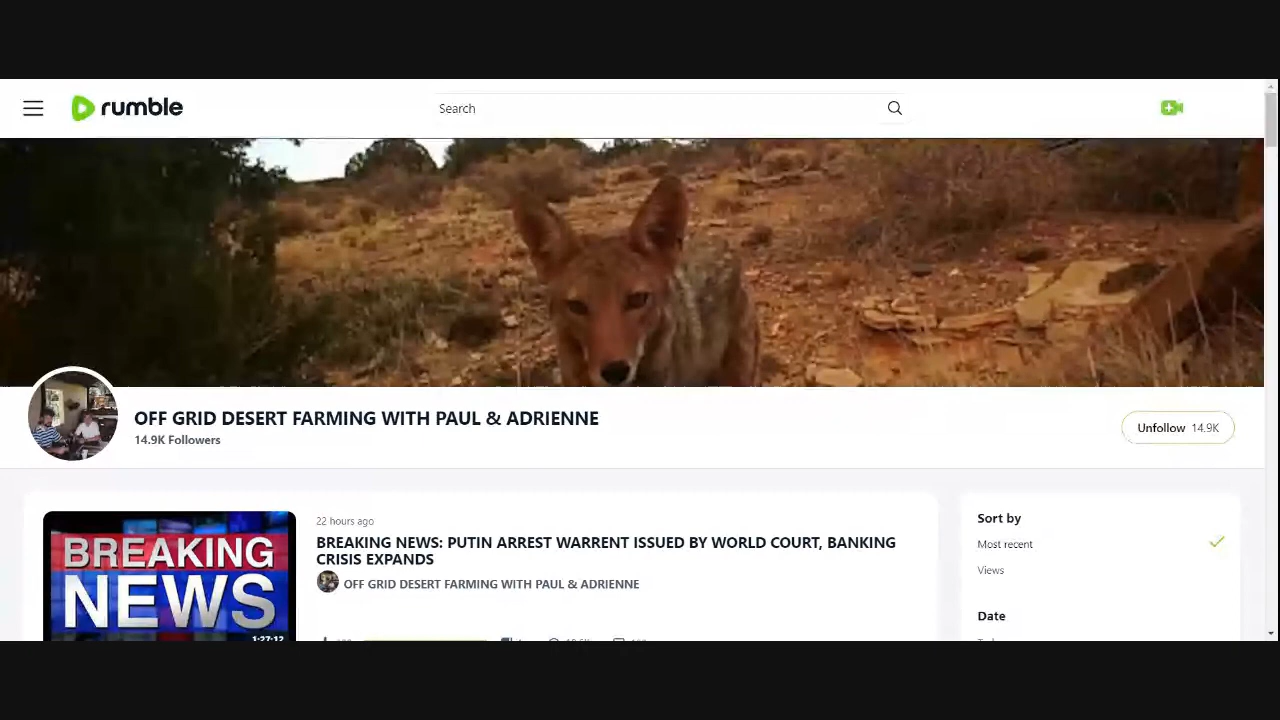 rumble
Search
OFF GRID DESERT FARMING WITH PAUL & ADRIENNE
14.9K Followers
Unfollow 14.9K
22 hours ago
BREAKING NEWS: PUTIN ARREST WARRENT ISSUED BY WORLD COURT, BANKING
CRISIS EXPANDS
OFF GRID DESERT FARMING WITH PAUL & ADRIENNE
BREAKING
NEWS
1:27:12
Sort by
Most recent
Views
Date